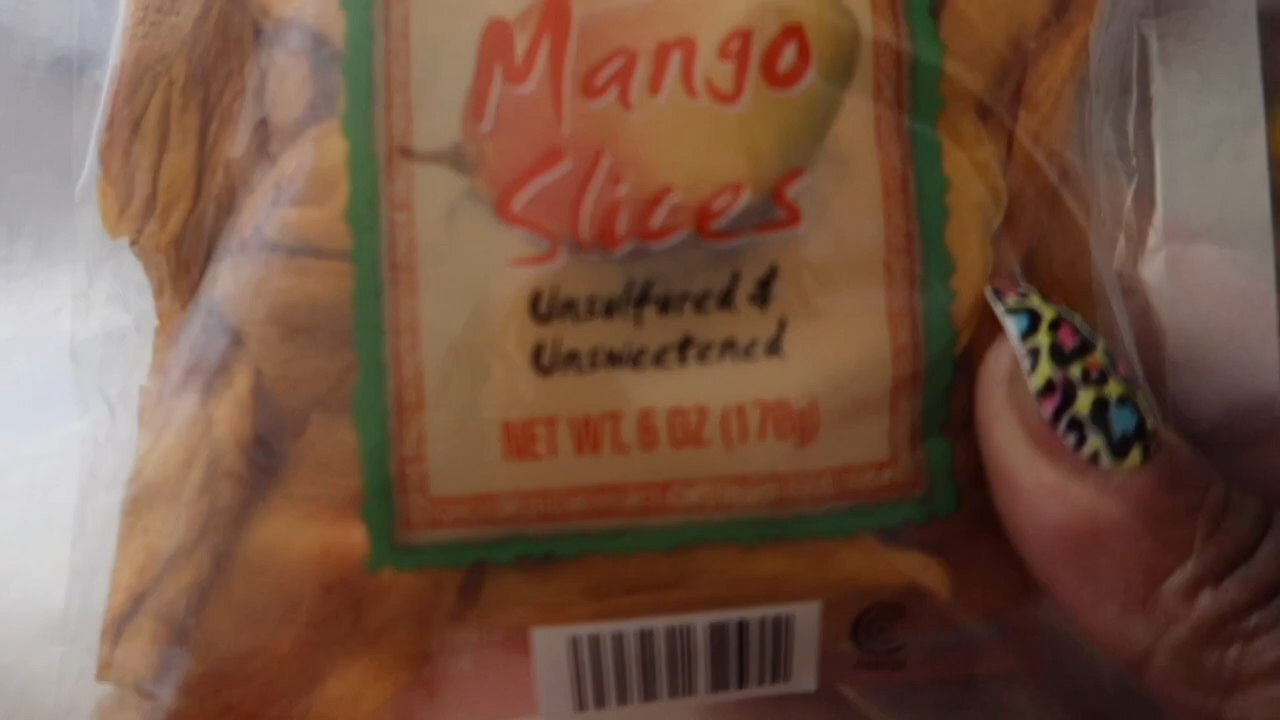 Mango
Slices
Unsulfured &
Unsweetened
NET WT. 6 OZ (170g)